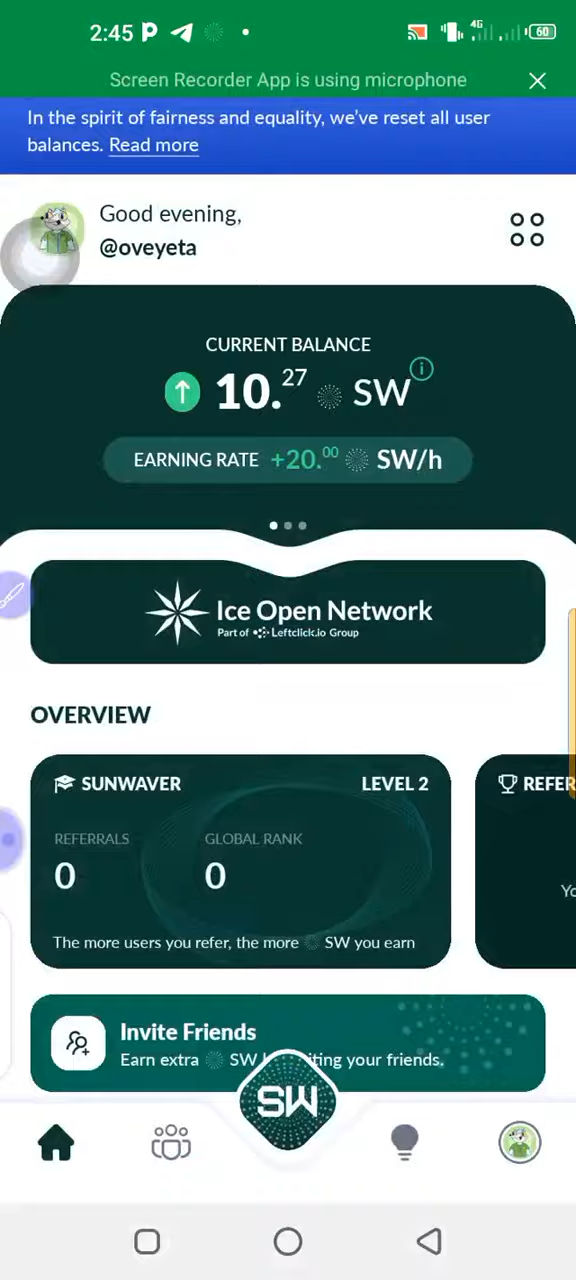 2:45
4G
60
Screen Recorder App is using microphone
In the spirit of fairness and equality, we've reset all user
balances. Read more
Good evening,
@oveyeta
CURRENT BALANCE
10.27 SW
EARNING RATE +20.00 SW/h
Ice Open Network
Part of Leftclick.io Group
OVERVIEW
SUNWAVER LEVEL 2
REFER
REFERRALS GLOBAL RANK
0 0
Yo
The more users you refer, the more SW you earn
Invite Friends
Earn extra SW iting your friends.
SW